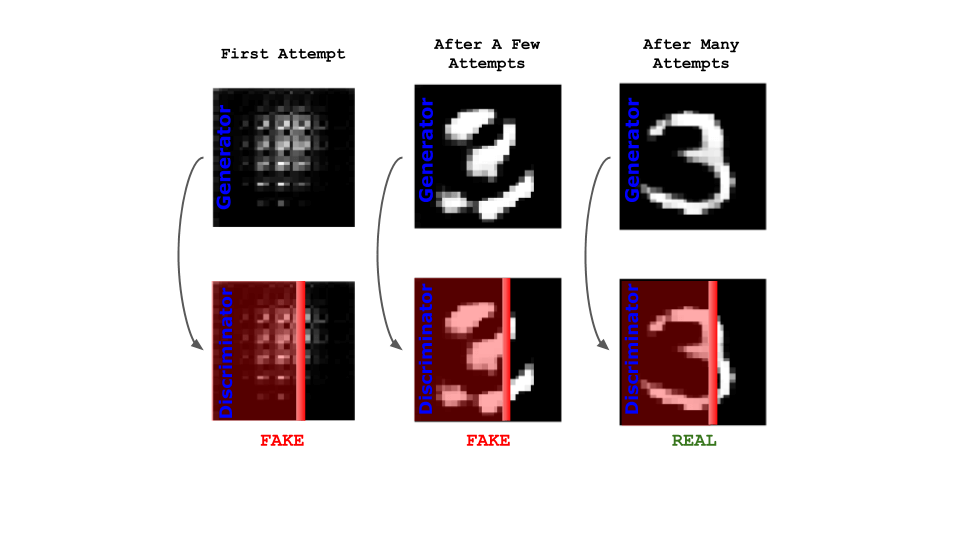 First Attempt
After A Few
Attempts
After Many
Attempts
Generator
Generator
Generator
Discriminator
Discriminator
Discriminator
FAKE
FAKE
REAL